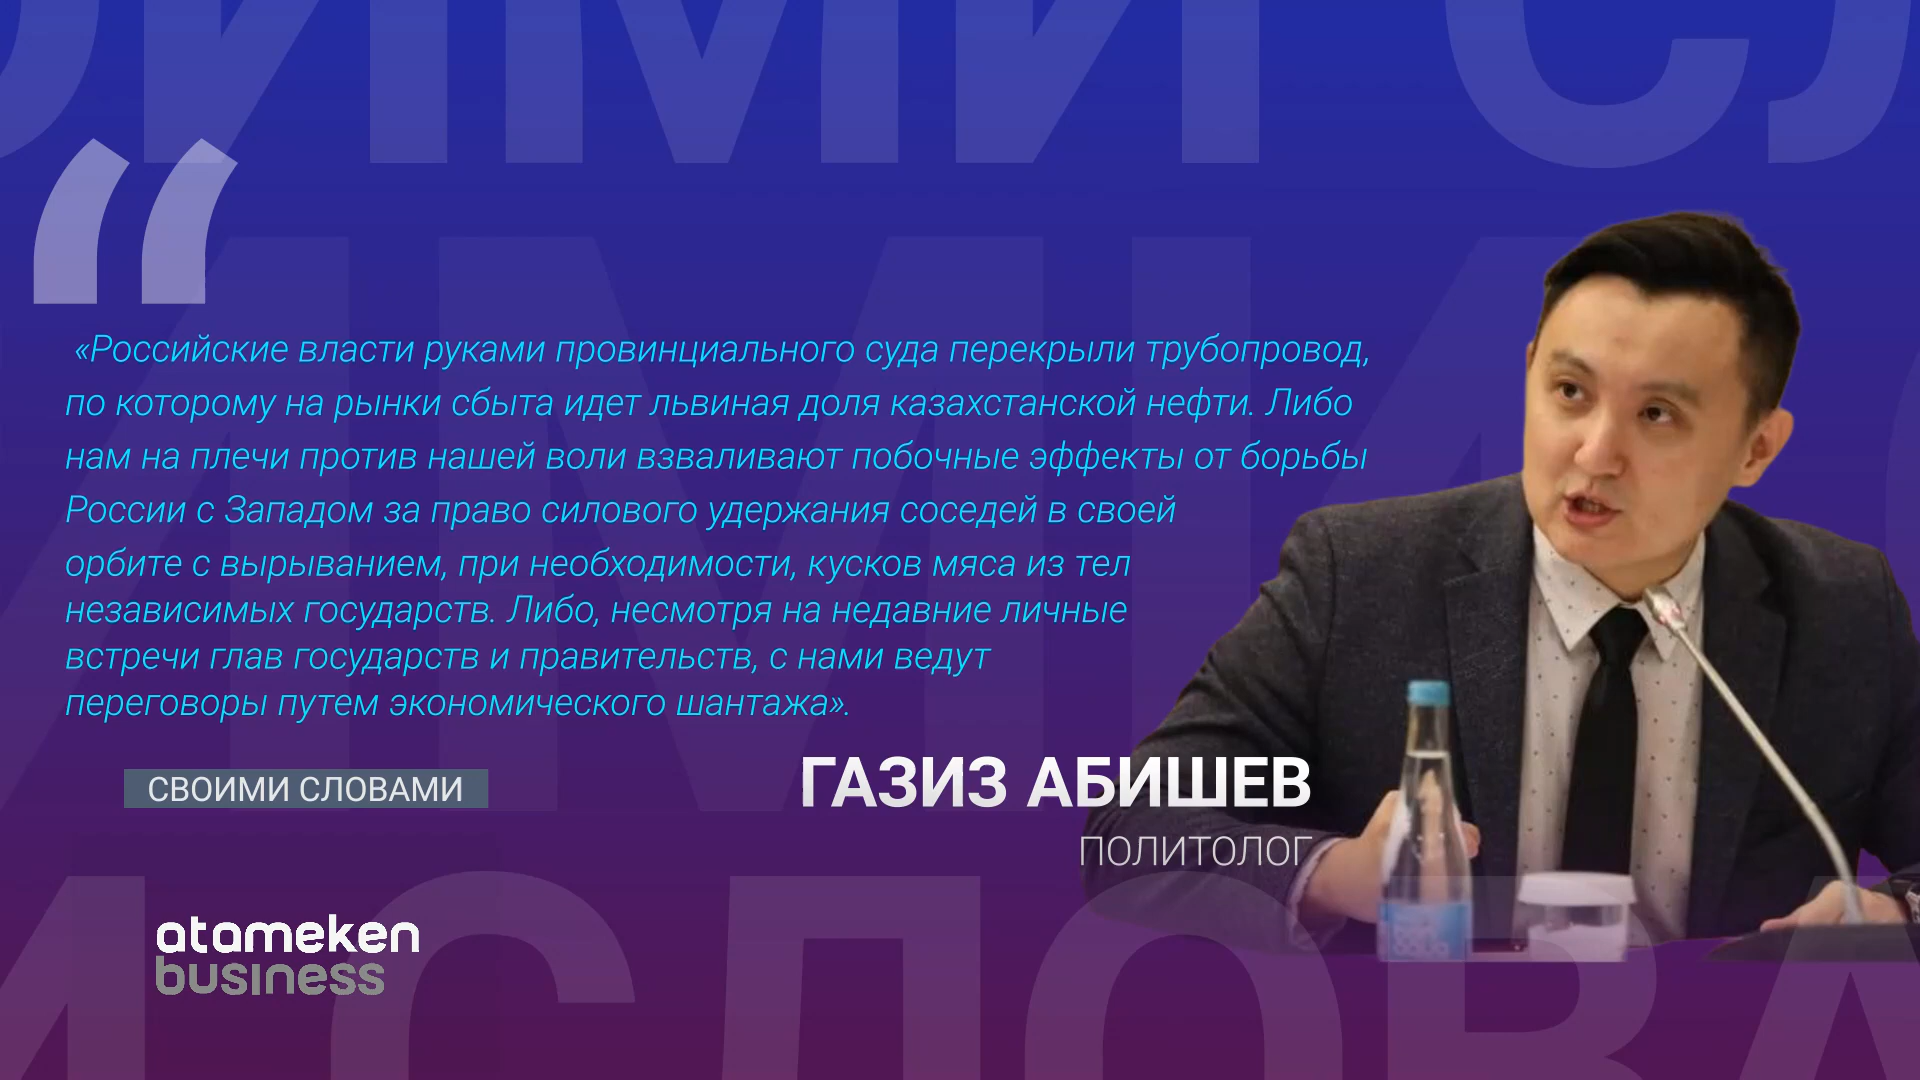 «Российские власти руками провинциального суда перекрыли трубопровод,
по которому на рынки сбыта идет львиная доля казахстанской нефти. Либо
нам на плечи против нашей воли взваливают побочные эффекты от борьбы
России с Западом за право силового удержания соседей в своей
орбите с вырыванием, при необходимости, кусков мяса из тел
независимых государств. Либо, несмотря на недавние личные
встречи глав государств и правительств, с нами ведут
переговоры путем экономического шантажа».
ГАЗИЗ АБИШЕВ
СВОИМИ СЛОВАМИ
ПОЛИТОЛОГ
atameken
business